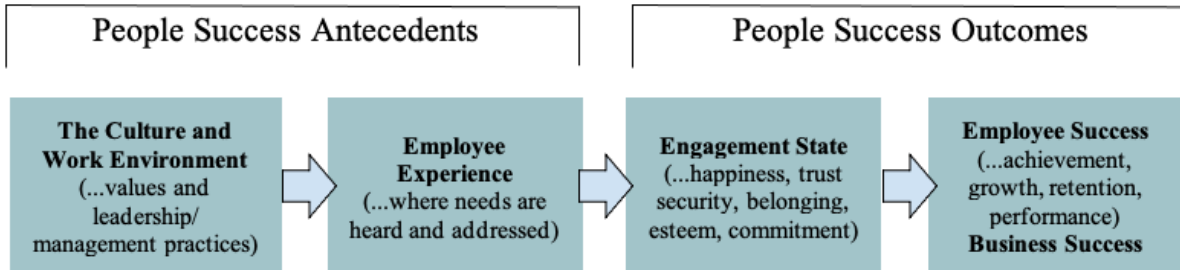 People Success Antecedents
People Success Outcomes
The Culture and
Work Environment
(...values and
leadership/
management practices)
Employee
Experience
(...where needs are
heard and addressed)
Engagement State
(...happiness, trust
security, belonging,
esteem, commitment)
Employee Success
(...achievement,
growth, retention,
performance)
Business Success